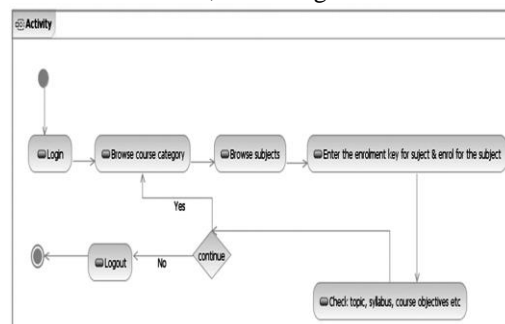 Activity
Login
Browse course category
Browse subjects
Enter the enrolment key for suject & enrol for the subject
Yes
continue
No
Logout
Check topic, syllabus, course objectives etc